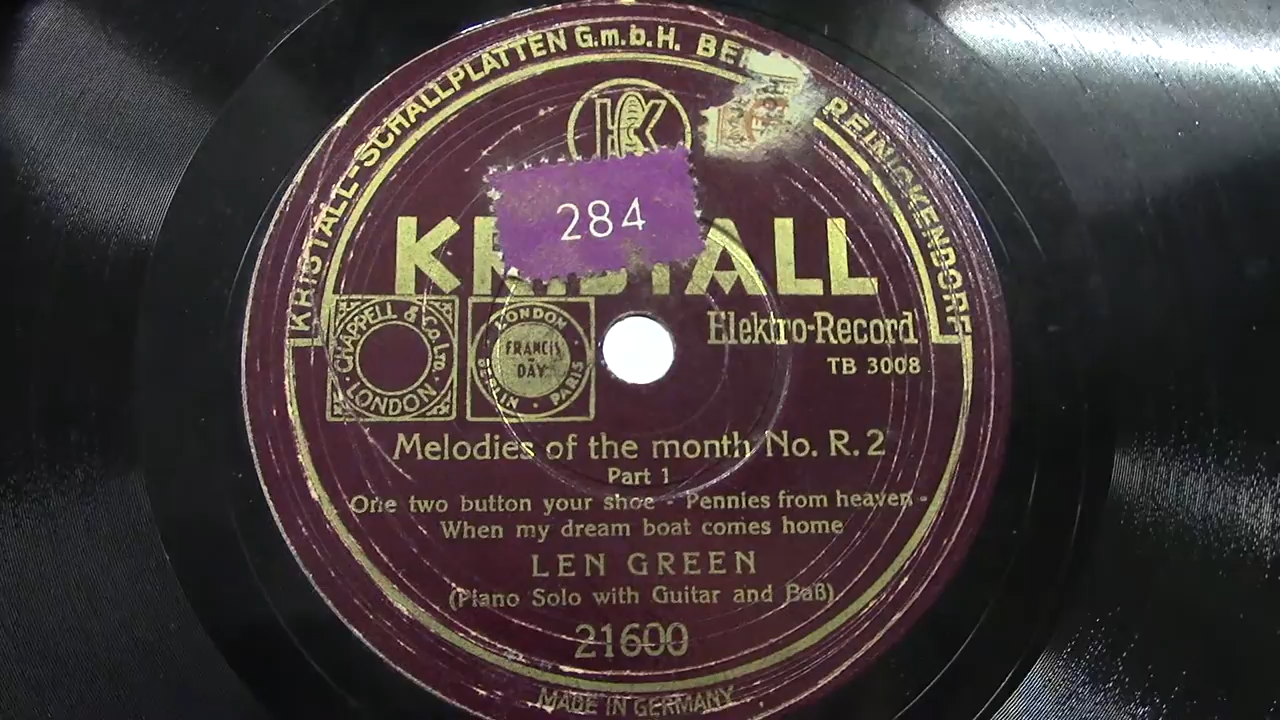 KRISTALL-SCHALLPLATTEN G.m.b.H. BE REINICKENDORF
K
284
KRISTALL
CHAPPELL & Co. LTD
LONDON
LONDON
FRANCIS
DAY
BERLIN · PARIS
Elektro-Record
TB 3008
Melodies of the month No. R. 2
Part 1
One two button your shoe - Pennies from heaven -
When my dream boat comes home
LEN GREEN
(Piano Solo with Guitar and Baß)
21600
MADE IN GERMANY